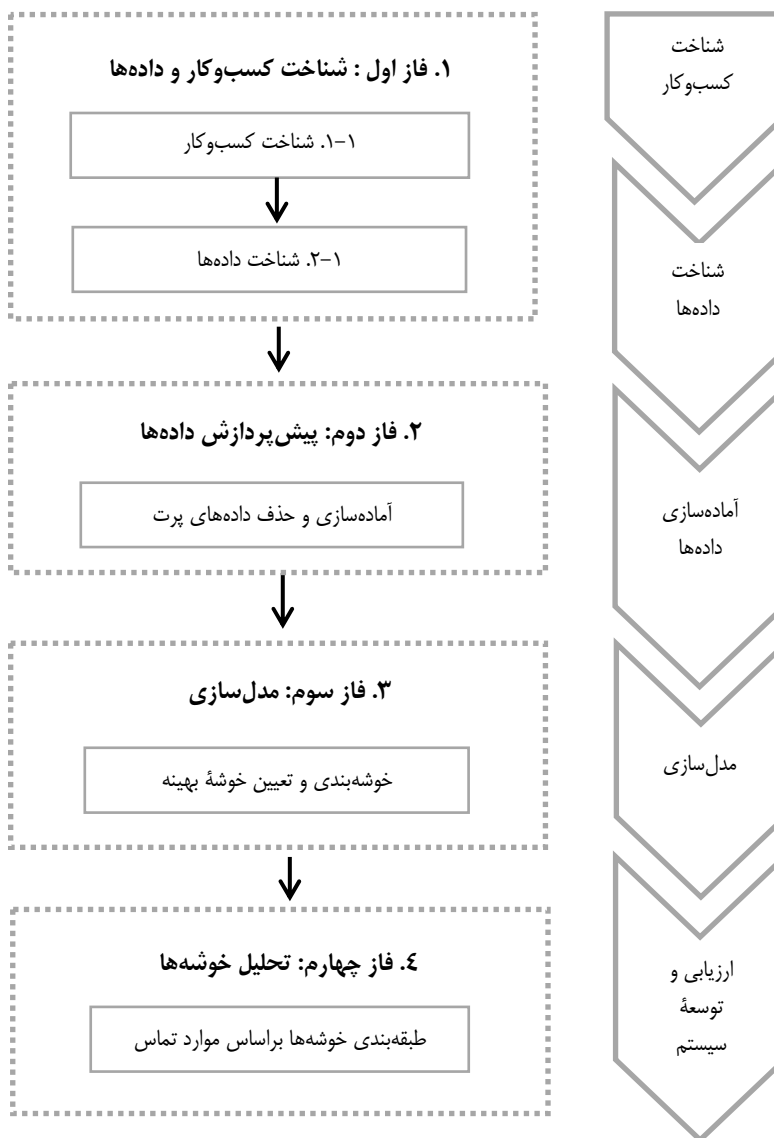 ۱. فاز اول : شناخت کسب‌وکار و داده‌ها
۱-۱. شناخت کسب‌وکار
۲-۱. شناخت داده‌ها
۲. فاز دوم: پیش‌پردازش داده‌ها
آماده‌سازی و حذف داده‌های پرت
۳. فاز سوم: مدل‌سازی
خوشه‌بندی و تعیین خوشهٔ بهینه
٤. فاز چهارم: تحلیل خوشه‌ها
طبقه‌بندی خوشه‌ها براساس موارد تماس
شناخت
کسب‌وکار
شناخت
داده‌ها
آماده‌سازی
داده‌ها
مدل‌سازی
ارزیابی و
توسعهٔ
سیستم